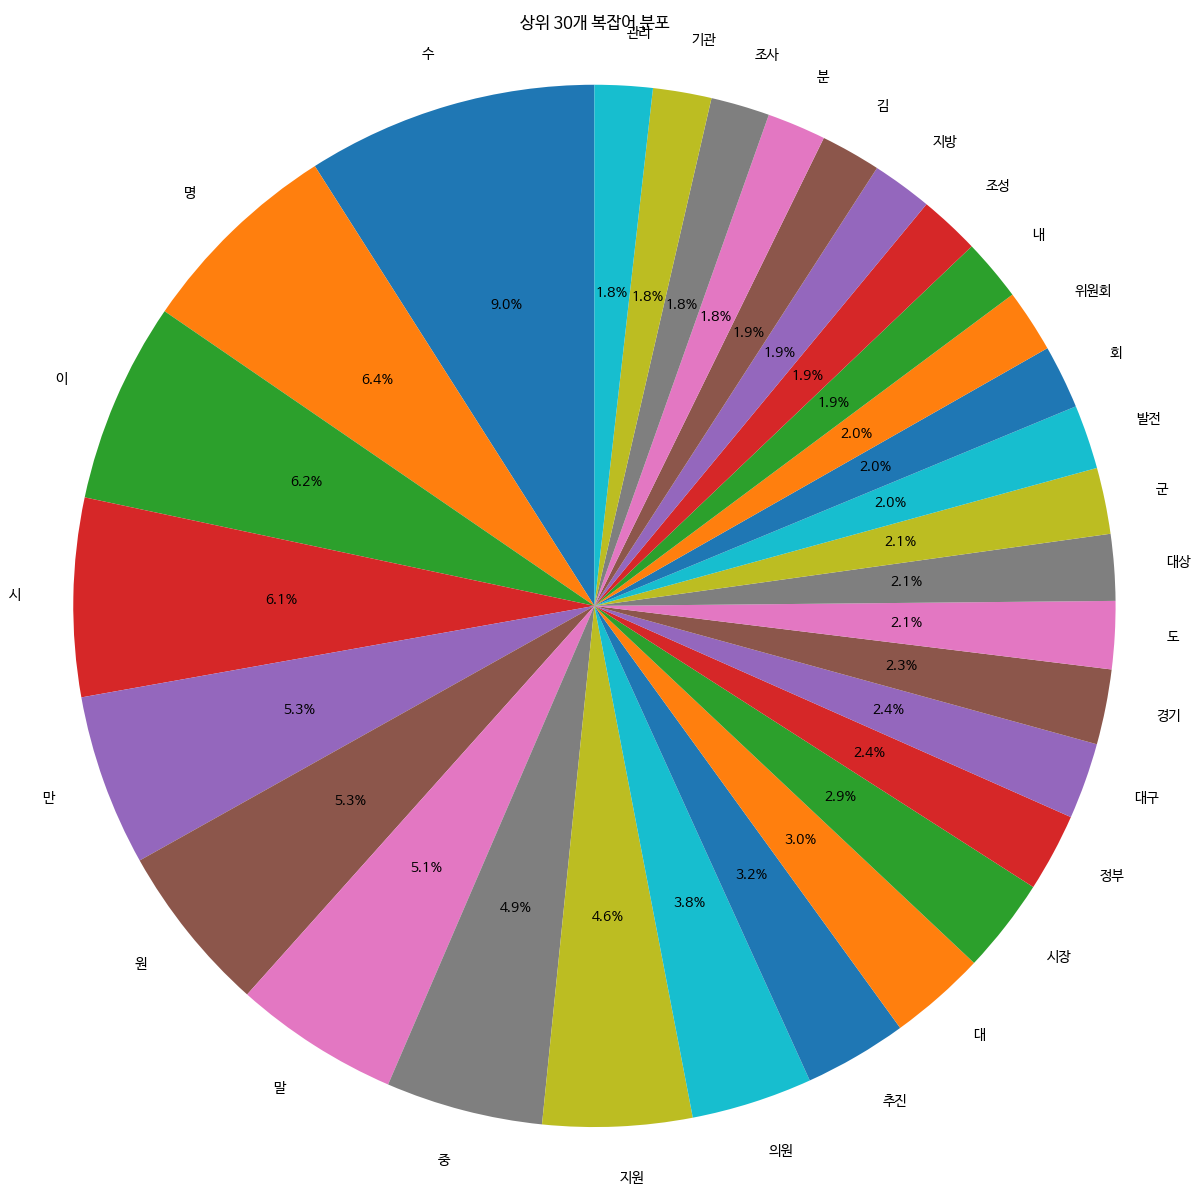 상위 30개 복잡어 분포
수
명
이
시
만
원
말
중
지원
의원
추진
대
시장
정부
대구
경기
도
대상
군
발전
회
위원회
내
조성
지방
김
분
조사
기관
관리
9.0%
6.4%
6.2%
6.1%
5.3%
5.3%
5.1%
4.9%
4.6%
3.8%
3.2%
3.0%
2.9%
2.4%
2.4%
2.3%
2.1%
2.1%
2.1%
2.0%
2.0%
2.0%
1.9%
1.9%
1.9%
1.9%
1.8%
1.8%
1.8%
1.8%